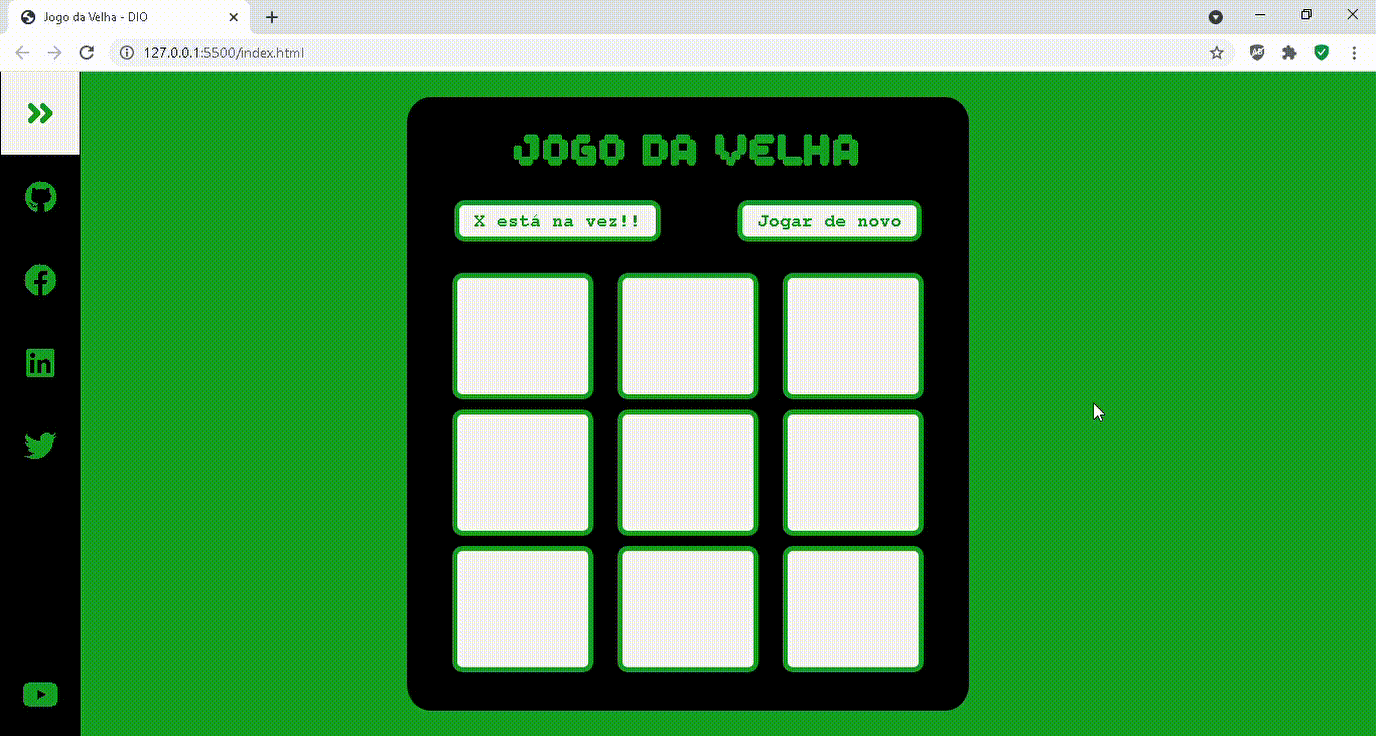 Jogo da Velha - DIO
127.0.0.1:5500/index.html
JOGO DA VELHA
X está na vez!!
Jogar de novo